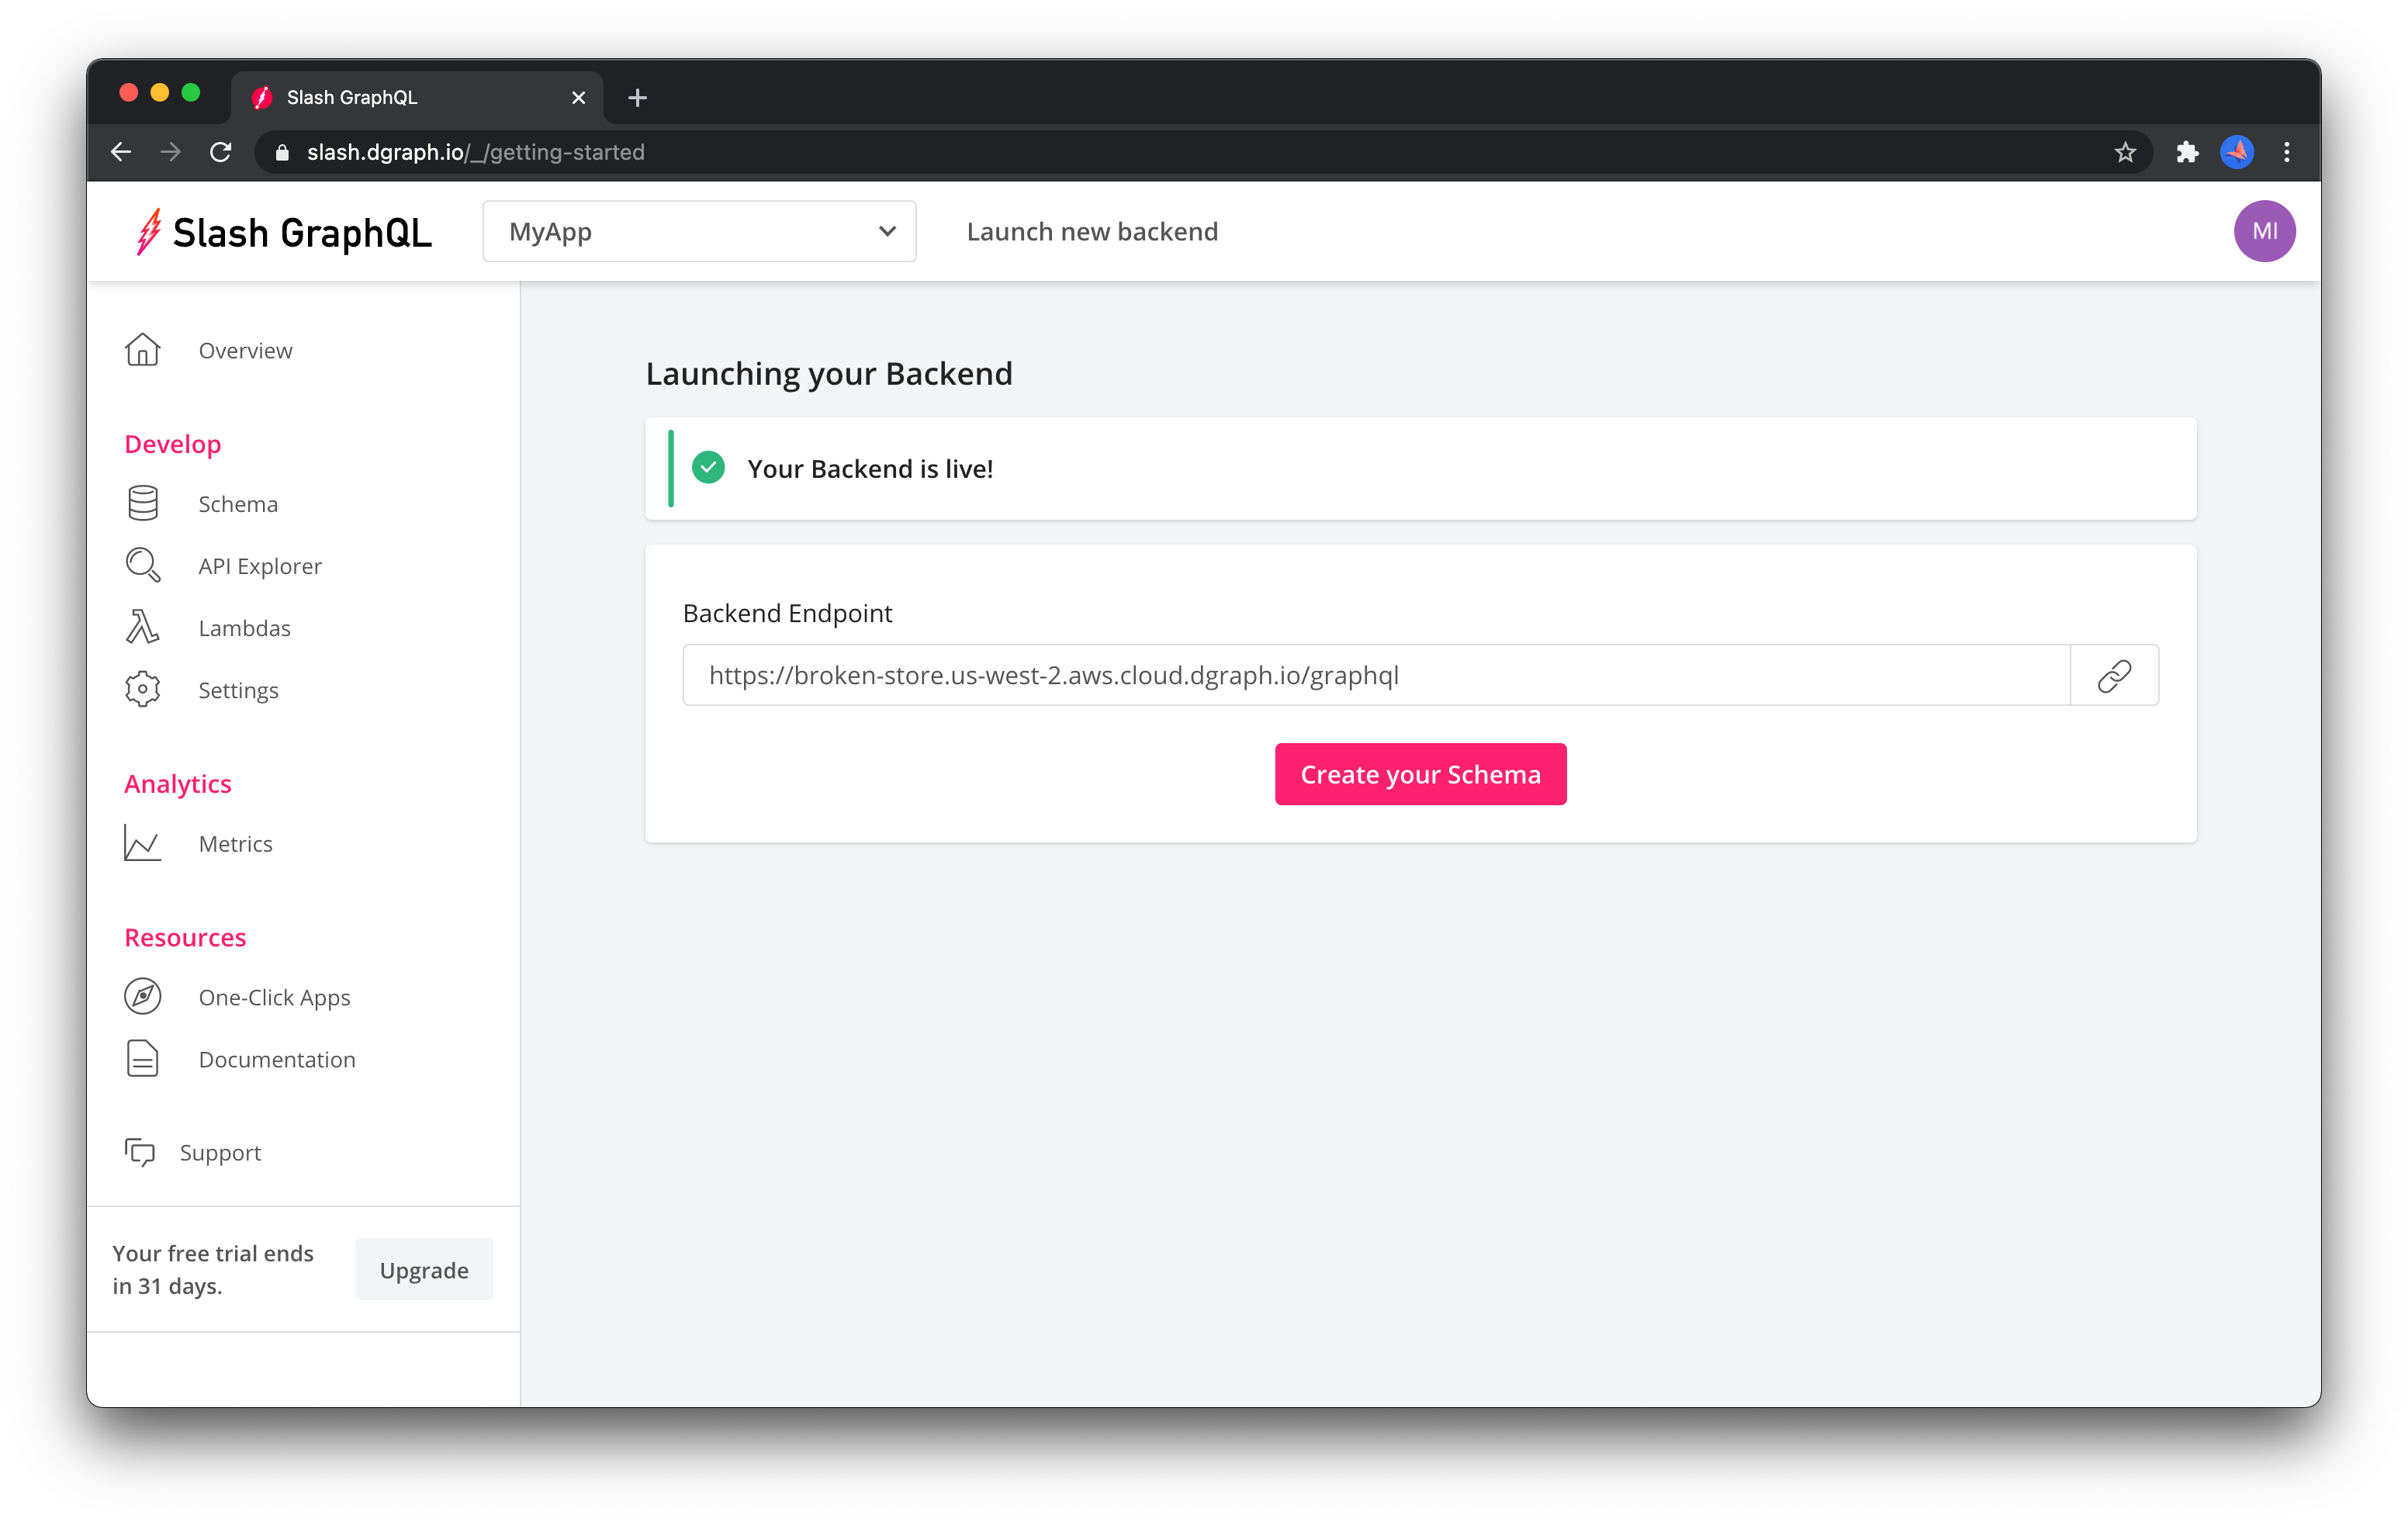 Slash GraphQL
slash.dgraph.io/_/getting-started
Slash GraphQL
MyApp
Launch new backend
MI
Overview
Develop
Schema
API Explorer
Lambdas
Settings
Analytics
Metrics
Resources
One-Click Apps
Documentation
Support
Your free trial ends
in 31 days.
Upgrade
Launching your Backend
Your Backend is live!
Backend Endpoint
https://broken-store.us-west-2.aws.cloud.dgraph.io/graphql
Create your Schema